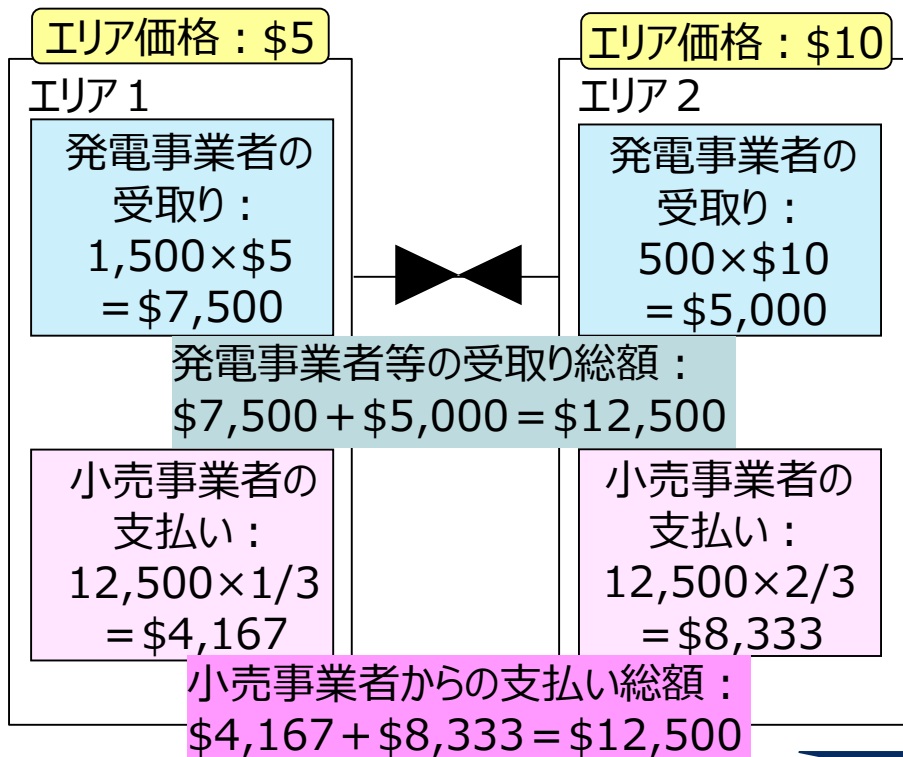 エリア価格：$5
エリア1
発電事業者の
受取り：
1,500×$5
＝$7,500
エリア価格：$10
エリア2
発電事業者の
受取り：
500×$10
＝$5,000
発電事業者等の受取り総額：
$7,500＋$5,000＝$12,500
小売事業者の
支払い：
12,500×1/3
＝$4,167
小売事業者の
支払い：
12,500×2/3
＝$8,333
小売事業者からの支払い総額：
$4,167＋$8,333＝$12,500